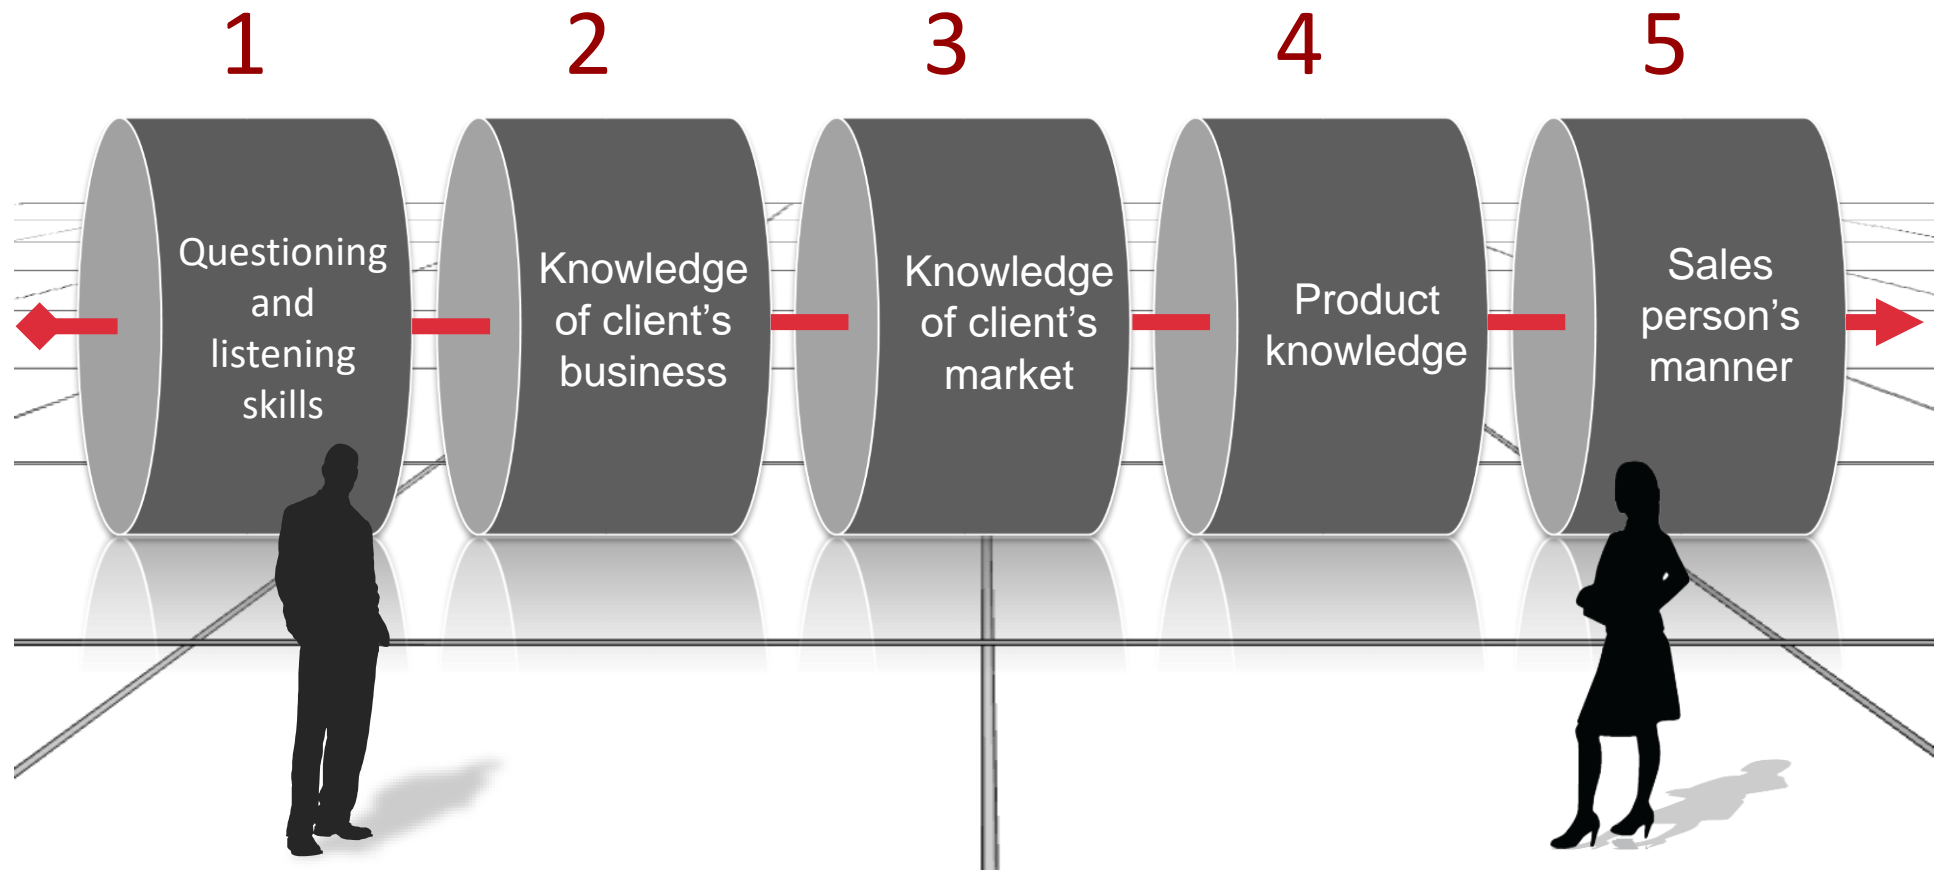 1
2
3
4
5
Questioning
and
listening
skills
Knowledge
of client’s
business
Knowledge
of client’s
market
Product
knowledge
Sales
person’s
manner